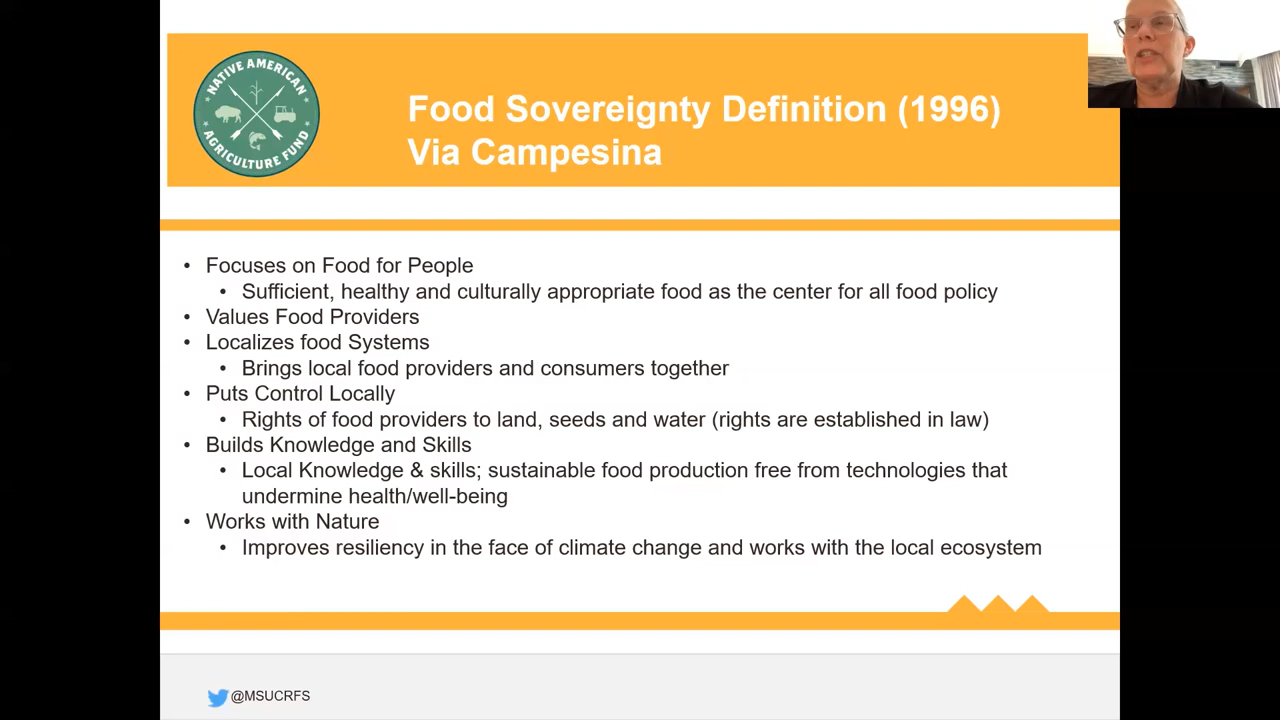 NATIVE AMERICAN
AGRICULTURE FUND
Food Sovereignty Definition (1996)
Via Campesina
• Focuses on Food for People
• Sufficient, healthy and culturally appropriate food as the center for all food policy
• Values Food Providers
• Localizes food Systems
• Brings local food providers and consumers together
• Puts Control Locally
• Rights of food providers to land, seeds and water (rights are established in law)
• Builds Knowledge and Skills
• Local Knowledge & skills; sustainable food production free from technologies that
undermine health/well-being
• Works with Nature
• Improves resiliency in the face of climate change and works with the local ecosystem
@MSUCRFS